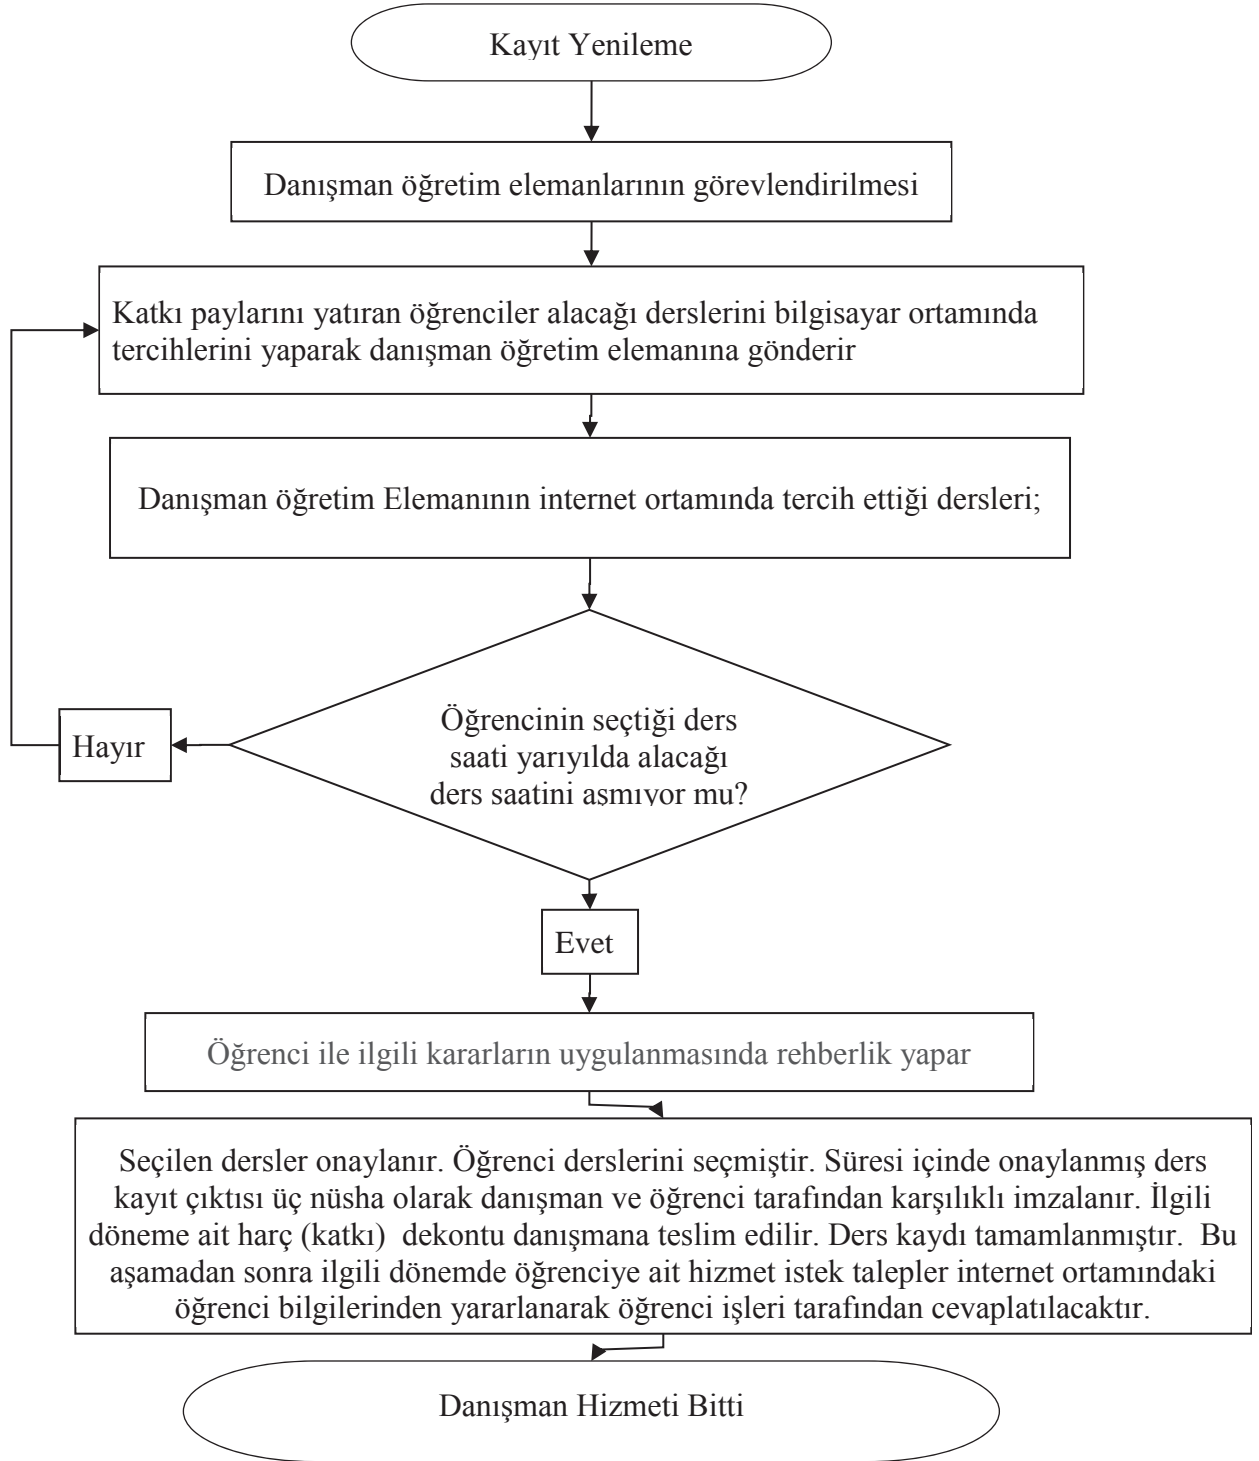 Kayıt Yenileme
Danışman öğretim elemanlarının görevlendirilmesi
Katkı paylarını yatıran öğrenciler alacağı derslerini bilgisayar ortamında
tercihlerini yaparak danışman öğretim elemanına gönderir
Danışman öğretim Elemanının internet ortamında tercih ettiği dersleri;
Öğrencinin seçtiği ders
saati yarıyılda alacağı
ders saatini aşmıyor mu?
Hayır
Evet
Öğrenci ile ilgili kararların uygulanmasında rehberlik yapar
Seçilen dersler onaylanır. Öğrenci derslerini seçmiştir. Süresi içinde onaylanmış ders
kayıt çıktısı üç nüsha olarak danışman ve öğrenci tarafından karşılıklı imzalanır. İlgili
döneme ait harç (katkı)  dekontu danışmana teslim edilir. Ders kaydı tamamlanmıştır.  Bu
aşamadan sonra ilgili dönemde öğrenciye ait hizmet istek talepler internet ortamındaki
öğrenci bilgilerinden yararlanarak öğrenci işleri tarafından cevaplatılacaktır.
Danışman Hizmeti Bitti